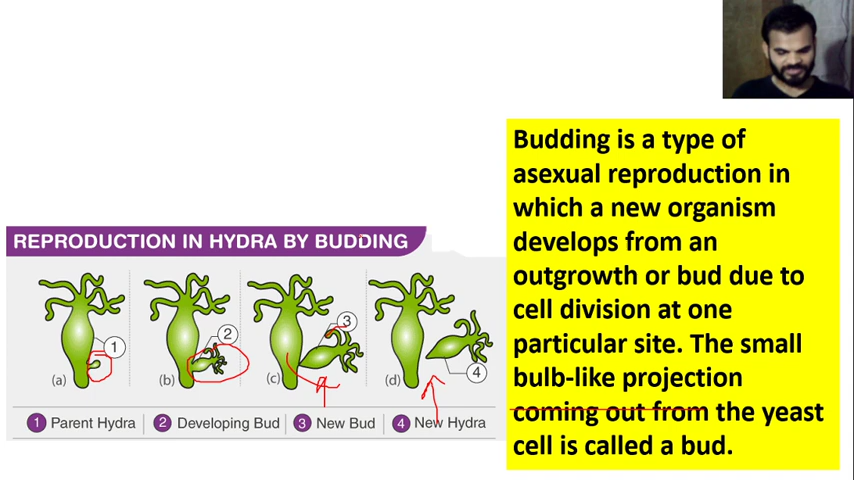 REPRODUCTION IN HYDRA BY BUDDING
1
2
3
4
(a)
(b)
(c)
(d)
1 Parent Hydra
2 Developing Bud
3 New Bud
4 New Hydra
Budding is a type of
asexual reproduction in
which a new organism
develops from an
outgrowth or bud due to
cell division at one
particular site. The small
bulb-like projection
coming out from the yeast
cell is called a bud.